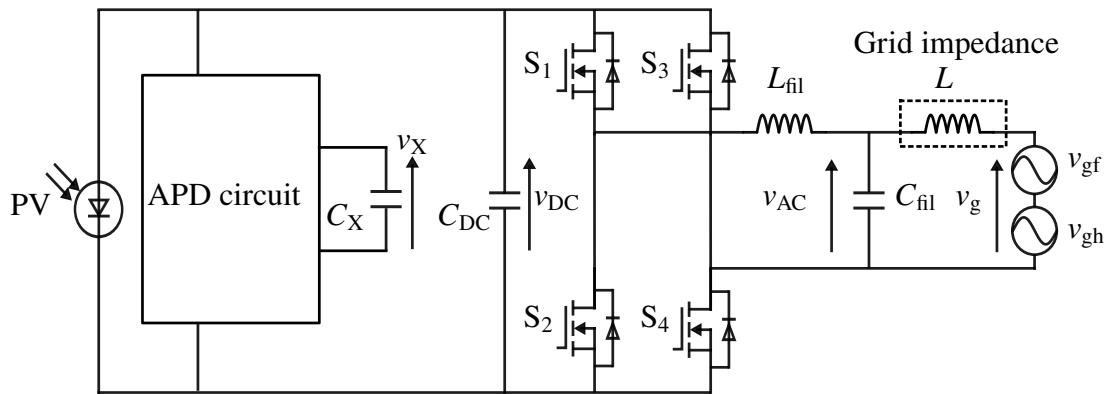 Grid impedance
S1
S3
Lfil
L
vX
PV
APD circuit
CX
CDC
vDC
vAC
Cfil
vg
vgf
vgh
S2
S4